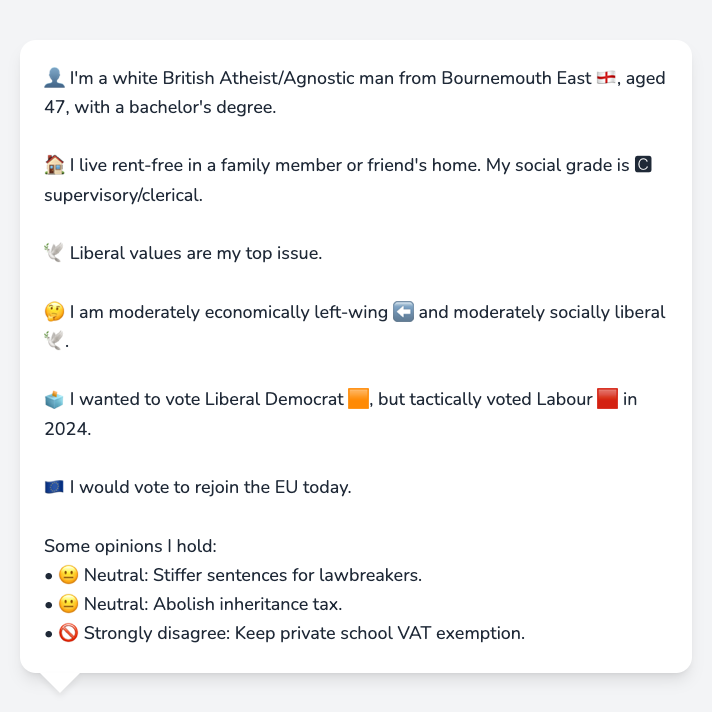 👤 I'm a white British Atheist/Agnostic man from Bournemouth East 🏴󠁧󠁢󠁥󠁮󠁧󠁿, aged
47, with a bachelor's degree.
🏠 I live rent-free in a family member or friend's home. My social grade is 🅲
supervisory/clerical.
🕊️ Liberal values are my top issue.
🤔 I am moderately economically left-wing ⬅️ and moderately socially liberal
🕊️.
🗳️ I wanted to vote Liberal Democrat 🟧, but tactically voted Labour 🟥 in
2024.
🇪🇺 I would vote to rejoin the EU today.
Some opinions I hold:
• 😐 Neutral: Stiffer sentences for lawbreakers.
• 😐 Neutral: Abolish inheritance tax.
• 🚫 Strongly disagree: Keep private school VAT exemption.